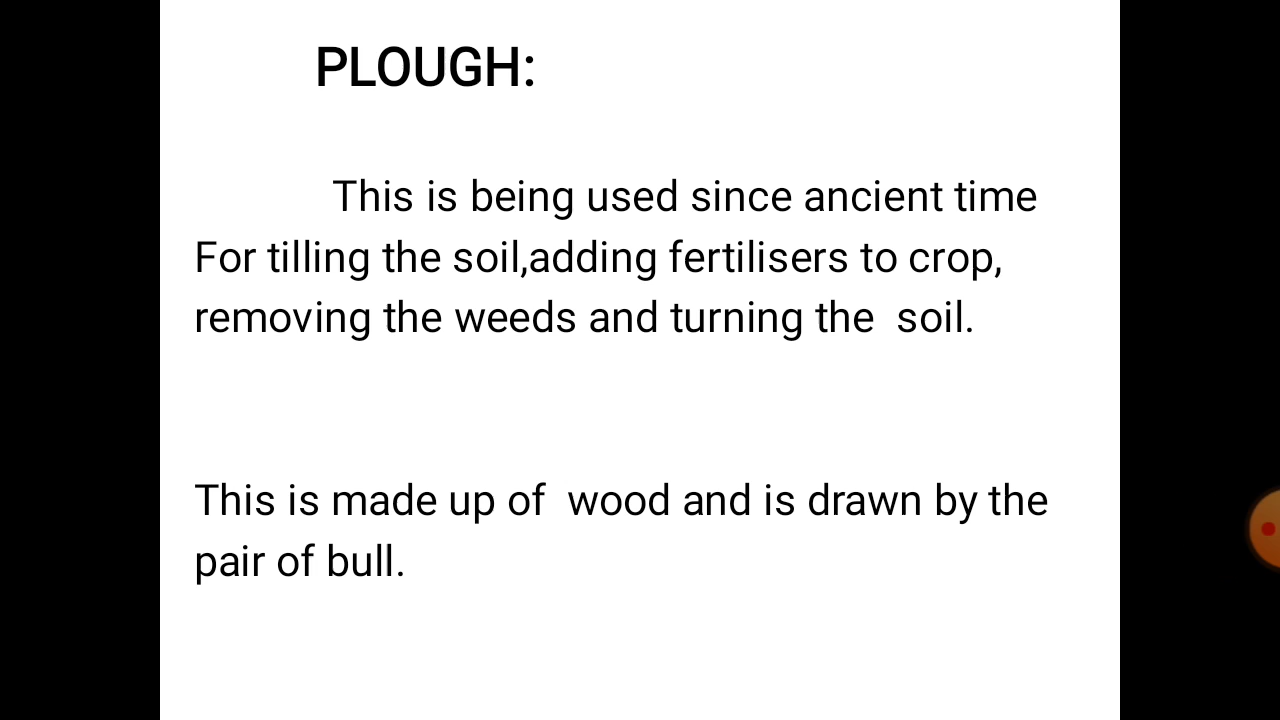 PLOUGH:
This is being used since ancient time
For tilling the soil,adding fertilisers to crop,
removing the weeds and turning the  soil.
This is made up of  wood and is drawn by the
pair of bull.